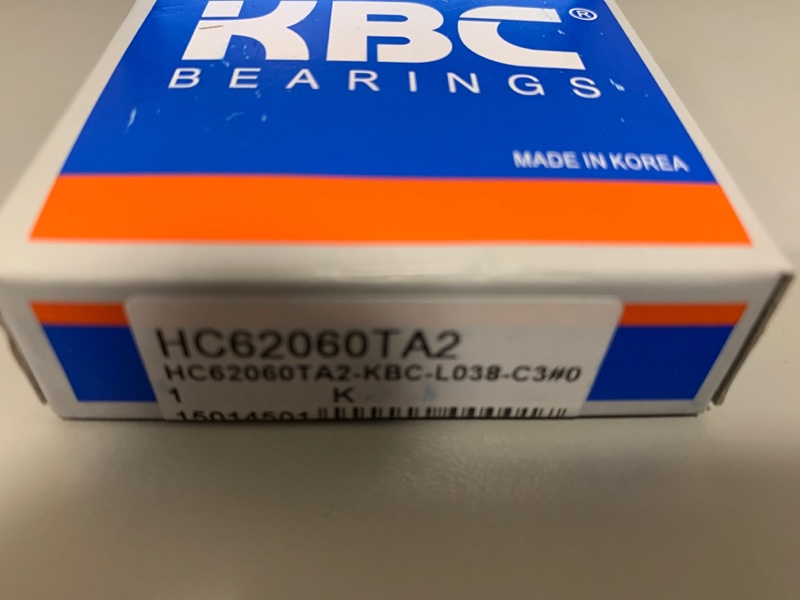 KBC®
BEARINGS
MADE IN KOREA
HC62060TA2
HC62060TA2-KBC-L038-C3#0
1 K
15014501